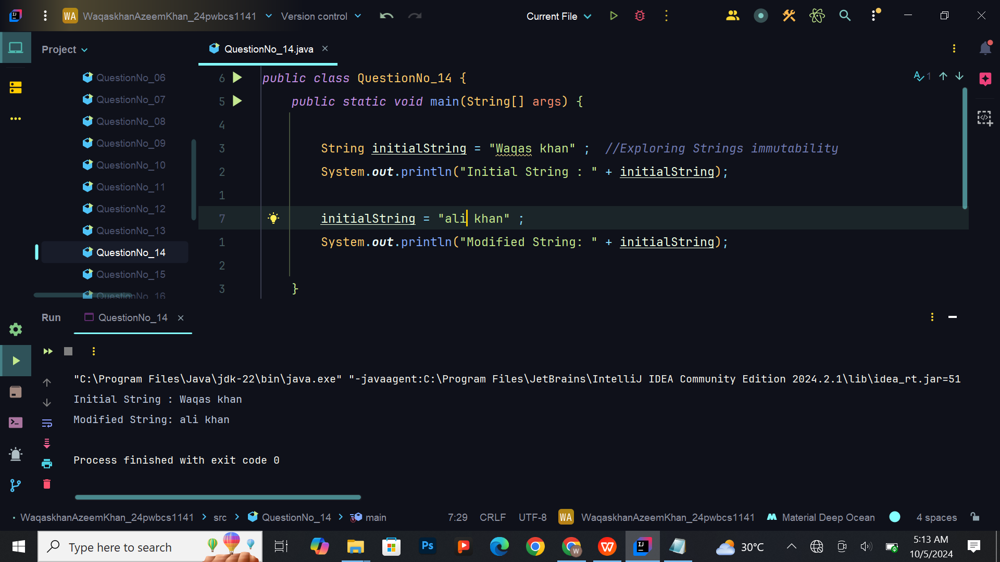 WA WaqaskhanAzeemKhan_24pwbcs1141 Version control Current File
Project
QuestionNo_14.java
QuestionNo_06
QuestionNo_07
QuestionNo_08
QuestionNo_09
QuestionNo_10
QuestionNo_11
QuestionNo_12
QuestionNo_13
QuestionNo_14
QuestionNo_15
QuestionNo_16
1
6 public class QuestionNo_14 {
5 public static void main(String[] args) {
4
3 String initialString = "Waqas khan" ; //Exploring Strings immutability
2 System.out.println("Initial String : " + initialString);
1
7 initialString = "ali khan" ;
1 System.out.println("Modified String: " + initialString);
2
3 }
Run QuestionNo_14
"C:\Program Files\Java\jdk-22\bin\java.exe" "-javaagent:C:\Program Files\JetBrains\IntelliJ IDEA Community Edition 2024.2.1\lib\idea_rt.jar=51
Initial String : Waqas khan
Modified String: ali khan
Process finished with exit code 0
WaqaskhanAzeemKhan_24pwbcs1141 > src > QuestionNo_14 > main 7:29 CRLF UTF-8 WA WaqaskhanAzeemKhan_24pwbcs1141 Material Deep Ocean 4 spaces
Type here to search
Ps
W
30°C
5:13 AM
10/5/2024